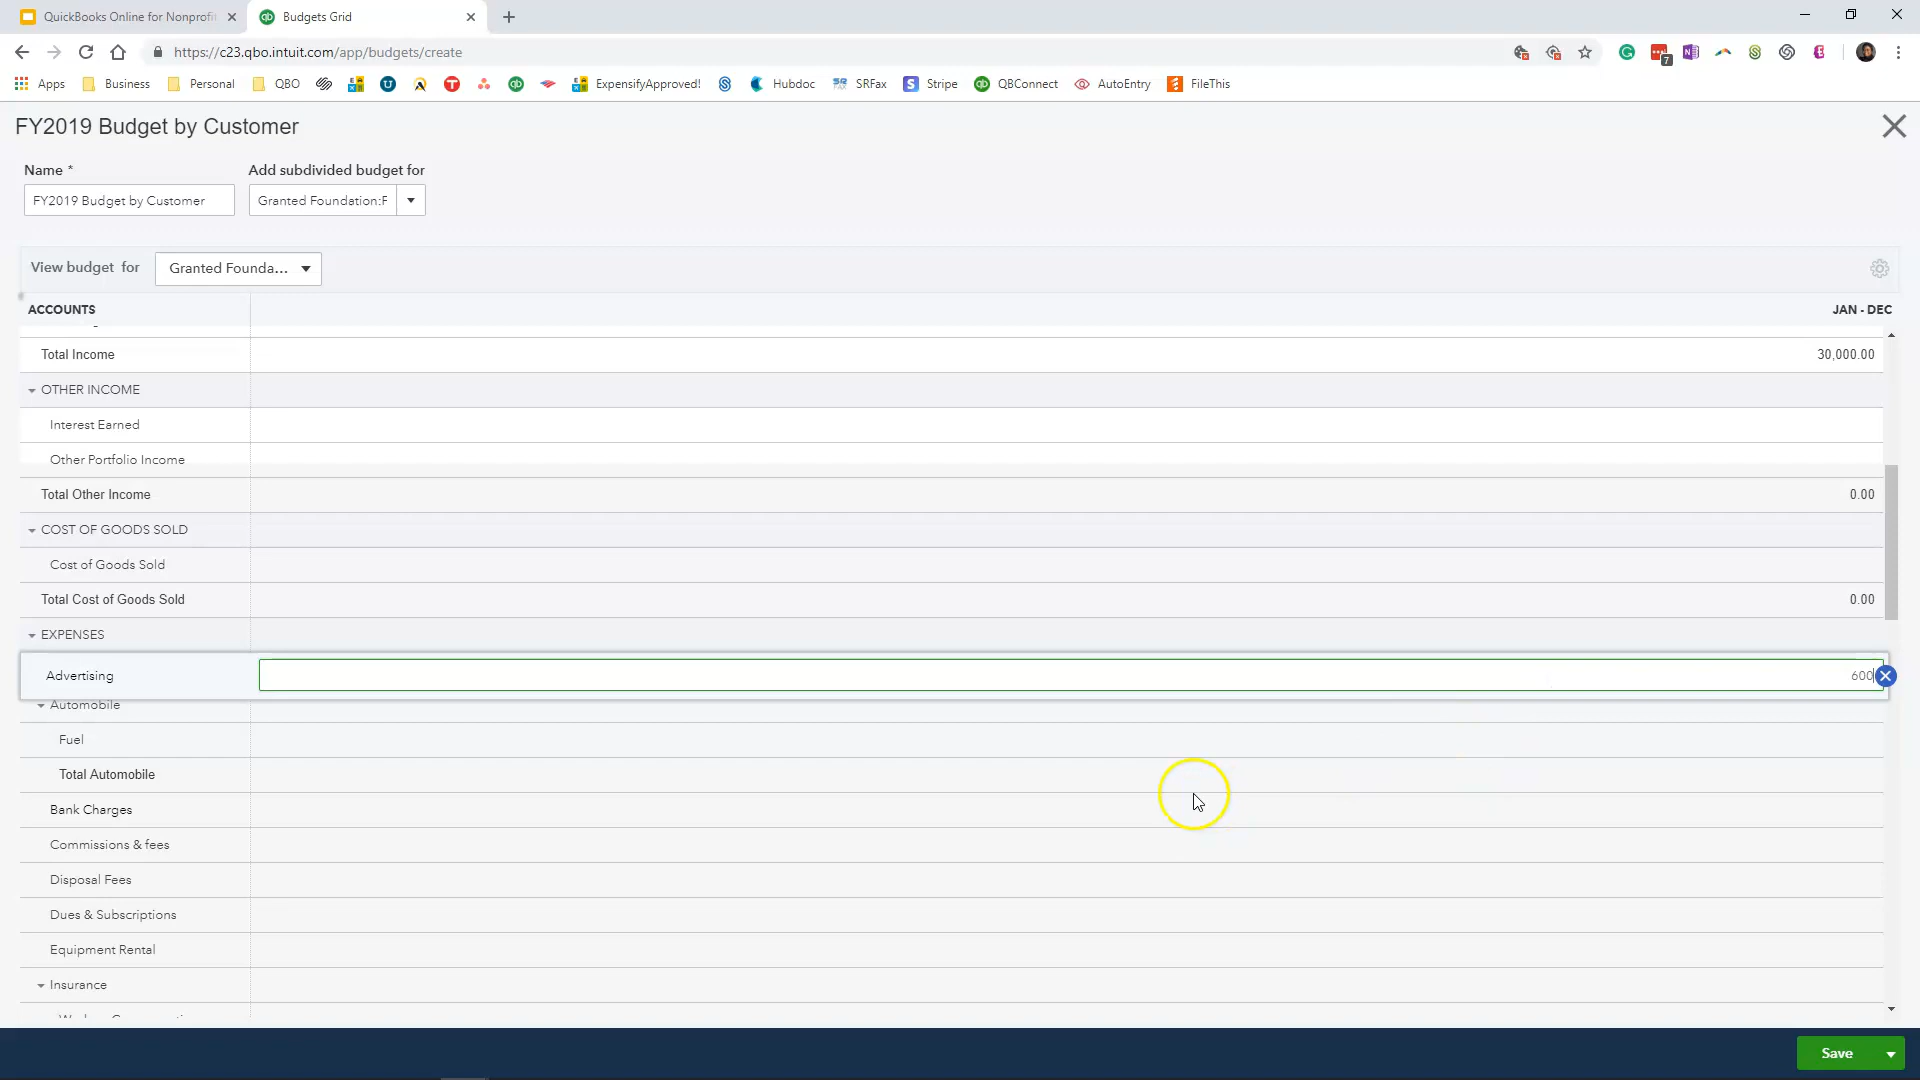 QuickBooks Online for Nonprofit
Budgets Grid
https://c23.qbo.intuit.com/app/budgets/create
7
Apps
Business
Personal
QBO
ExpensifyApproved!
Hubdoc
SRFax
Stripe
QBConnect
AutoEntry
FileThis
FY2019 Budget by Customer
Name *
Add subdivided budget for
FY2019 Budget by Customer
Granted Foundation:F
View budget for
Granted Founda...
ACCOUNTS
JAN - DEC
Total Income 30,000.00
OTHER INCOME
Interest Earned
Other Portfolio Income
Total Other Income 0.00
COST OF GOODS SOLD
Cost of Goods Sold
Total Cost of Goods Sold 0.00
EXPENSES
Advertising 600
Automobile
Fuel
Total Automobile
Bank Charges
Commissions & fees
Disposal Fees
Dues & Subscriptions
Equipment Rental
Insurance
Save